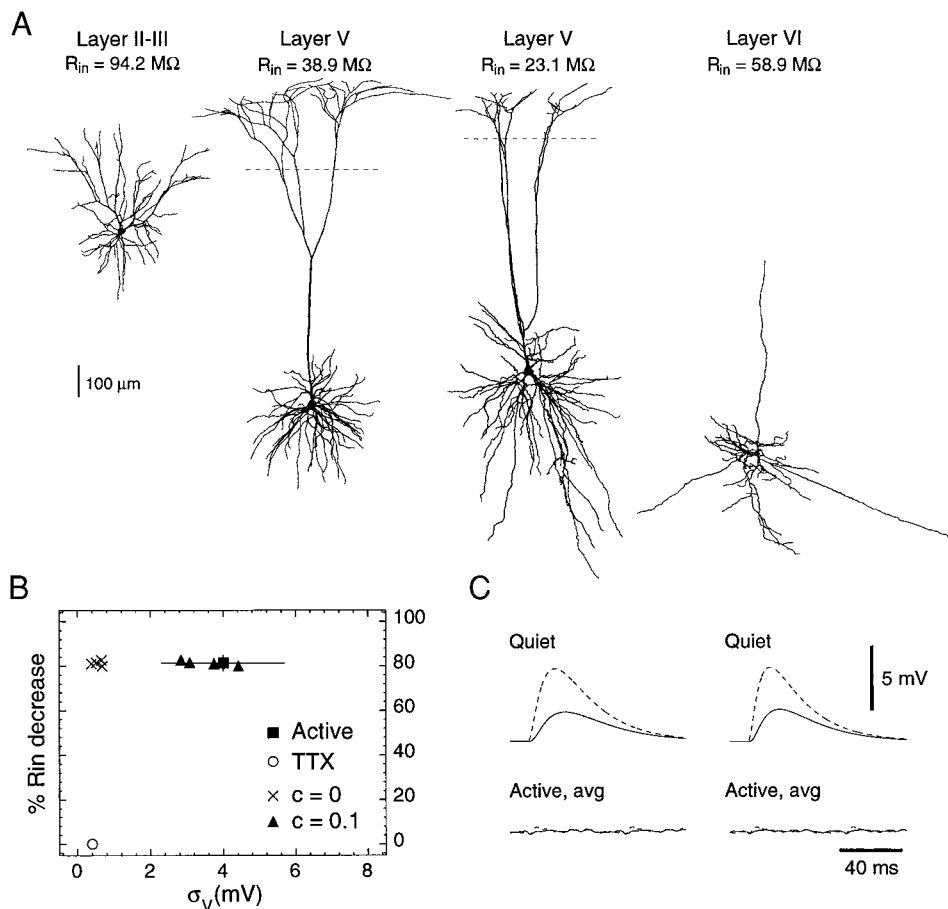 A
Layer II-III
R_in = 94.2 MΩ
Layer V
R_in = 38.9 MΩ
Layer V
R_in = 23.1 MΩ
Layer VI
R_in = 58.9 MΩ
100 μm
B
100
80
60
40
20
0
% Rin decrease
Active
TTX
c = 0
c = 0.1
0
2
4
6
8
σ_V(mV)
C
Quiet
Quiet
5 mV
Active, avg
Active, avg
40 ms